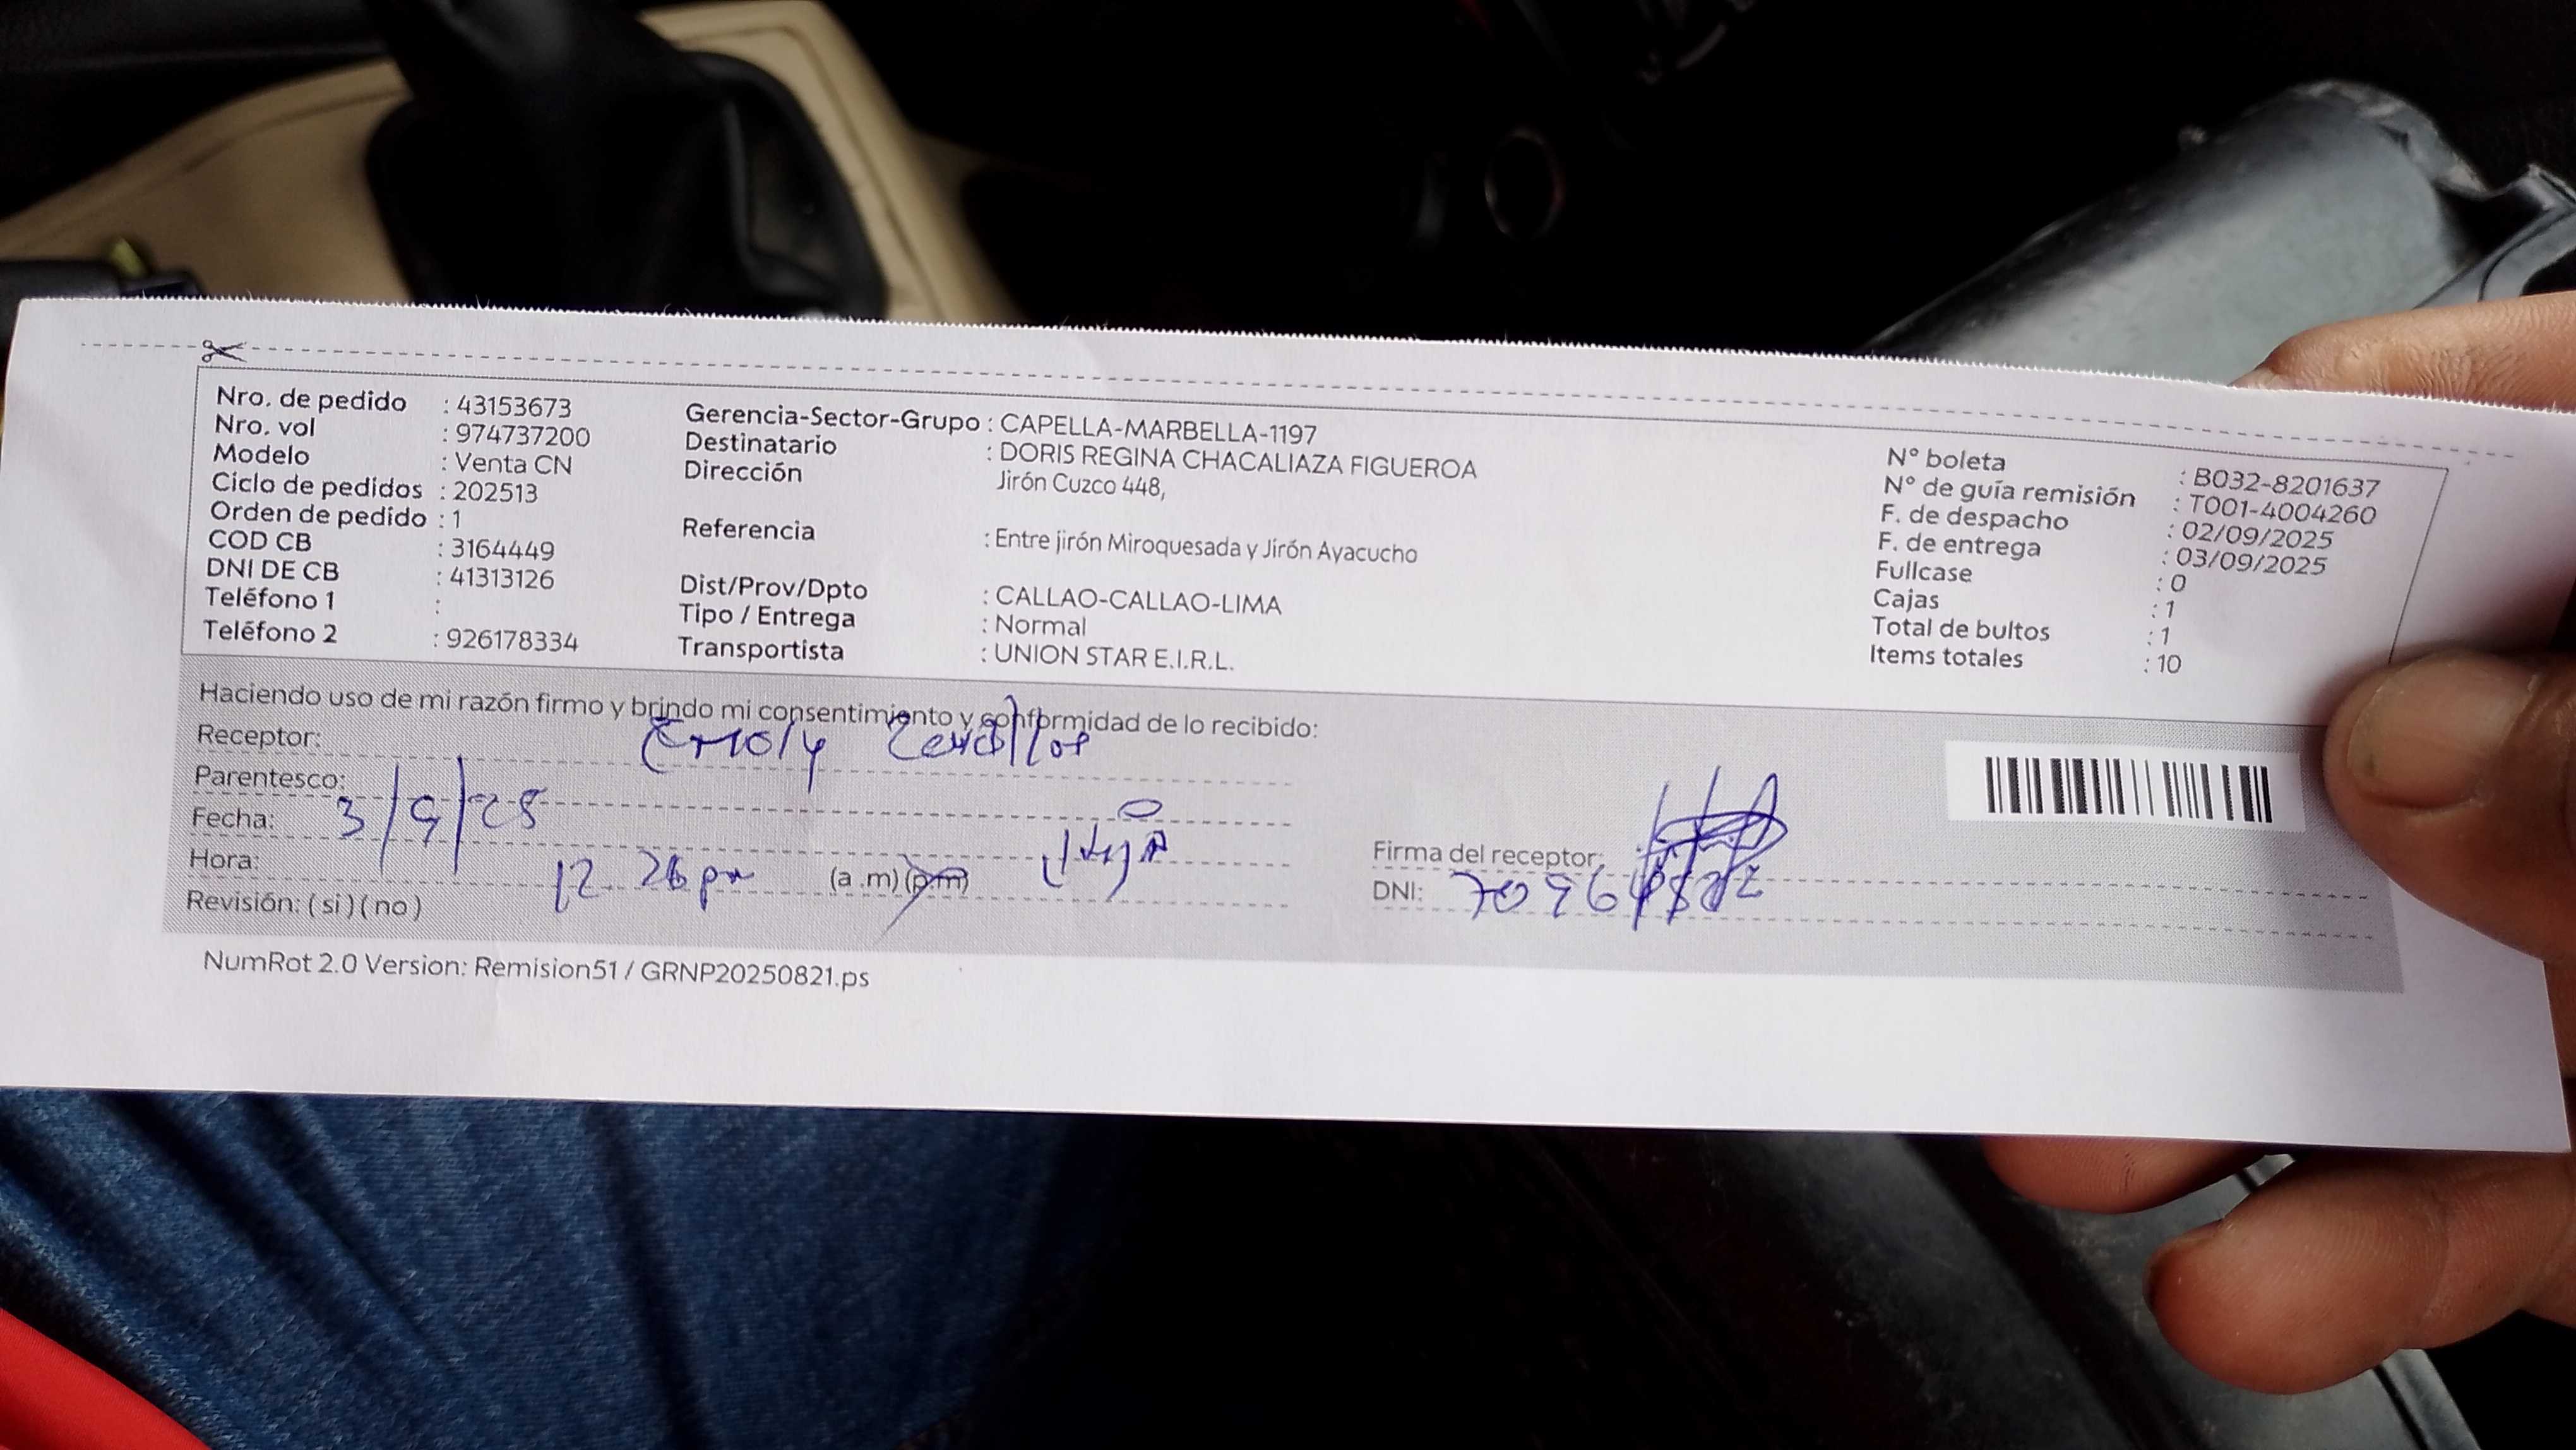 Nro. de pedido : 43153673
Nro. vol : 974737200
Modelo : Venta CN
Ciclo de pedidos : 202513
Orden de pedido : 1
COD CB : 3164449
DNI DE CB : 41313126
Teléfono 1 :
Teléfono 2 : 926178334
Gerencia-Sector-Grupo : CAPELLA-MARBELLA-1197
Destinatario : DORIS REGINA CHACALIAZA FIGUEROA
Dirección Jirón Cuzco 448,
Referencia : Entre jirón Miroquesada y Jirón Ayacucho
Dist/Prov/Dpto : CALLAO-CALLAO-LIMA
Tipo / Entrega : Normal
Transportista : UNION STAR E.I.R.L.
N° boleta : B032-8201637
N° de guía remisión : T001-4004260
F. de despacho : 02/09/2025
F. de entrega : 03/09/2025
Fullcase : 0
Cajas : 1
Total de bultos : 1
Items totales : 10
Haciendo uso de mi razón firmo y brindo mi consentimiento y conformidad de lo recibido:
Receptor:
Parentesco:
Fecha: 3/9/25
Hora: 12 26 pm (a .m) (p.m)
Revisión: ( si ) ( no )
Firma del receptor:
DNI:
NumRot 2.0 Version: Remision51 / GRNP20250821.ps